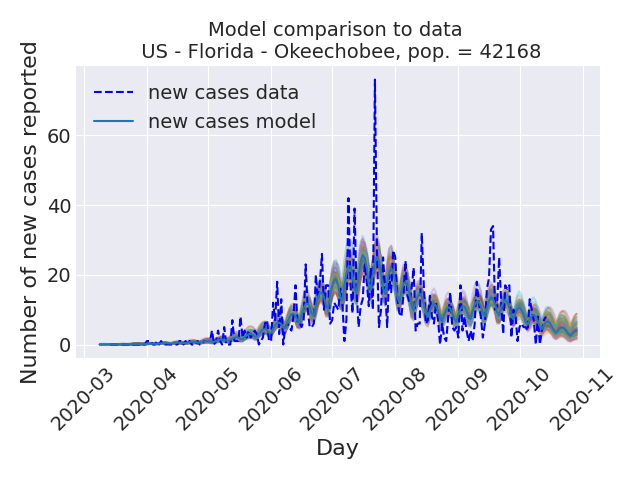 Model comparison to data
US - Florida - Okeechobee, pop. = 42168
Number of new cases reported
new cases data
new cases model
60
40
20
0
2020-03
2020-04
2020-05
2020-06
2020-07
2020-08
2020-09
2020-10
2020-11
Day